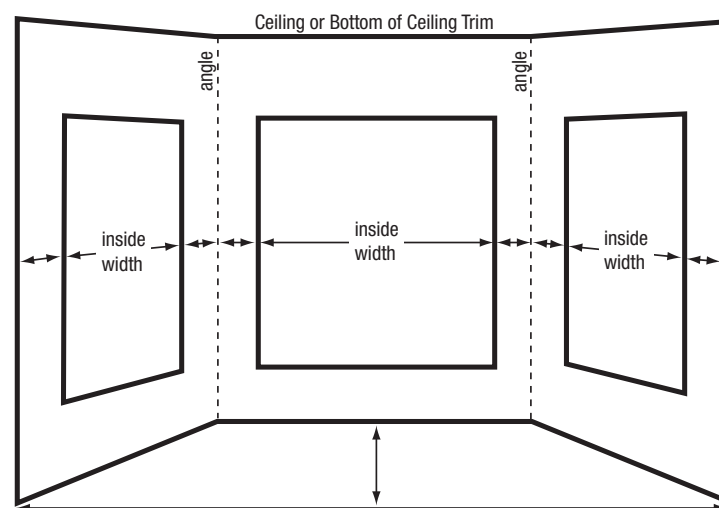 Ceiling or Bottom of Ceiling Trim
angle
angle
inside
width
inside
width
inside
width